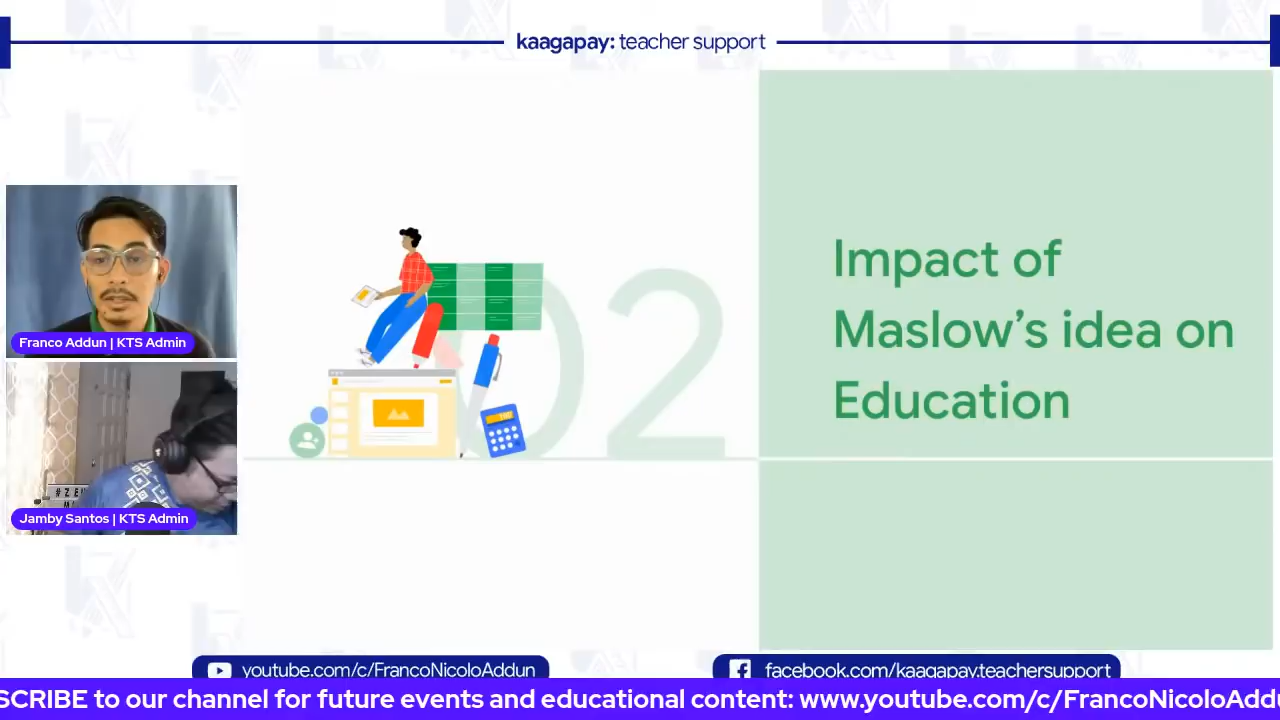 kaagapay: teacher support
Franco Addun | KTS Admin
Jamby Santos | KTS Admin
02
Impact of
Maslow's idea on
Education
youtube.com/c/FrancoNicoloAddun
facebook.com/kaagapay.teachersupport
SCRIBE to our channel for future events and educational content: www.youtube.com/c/FrancoNicoloAddu